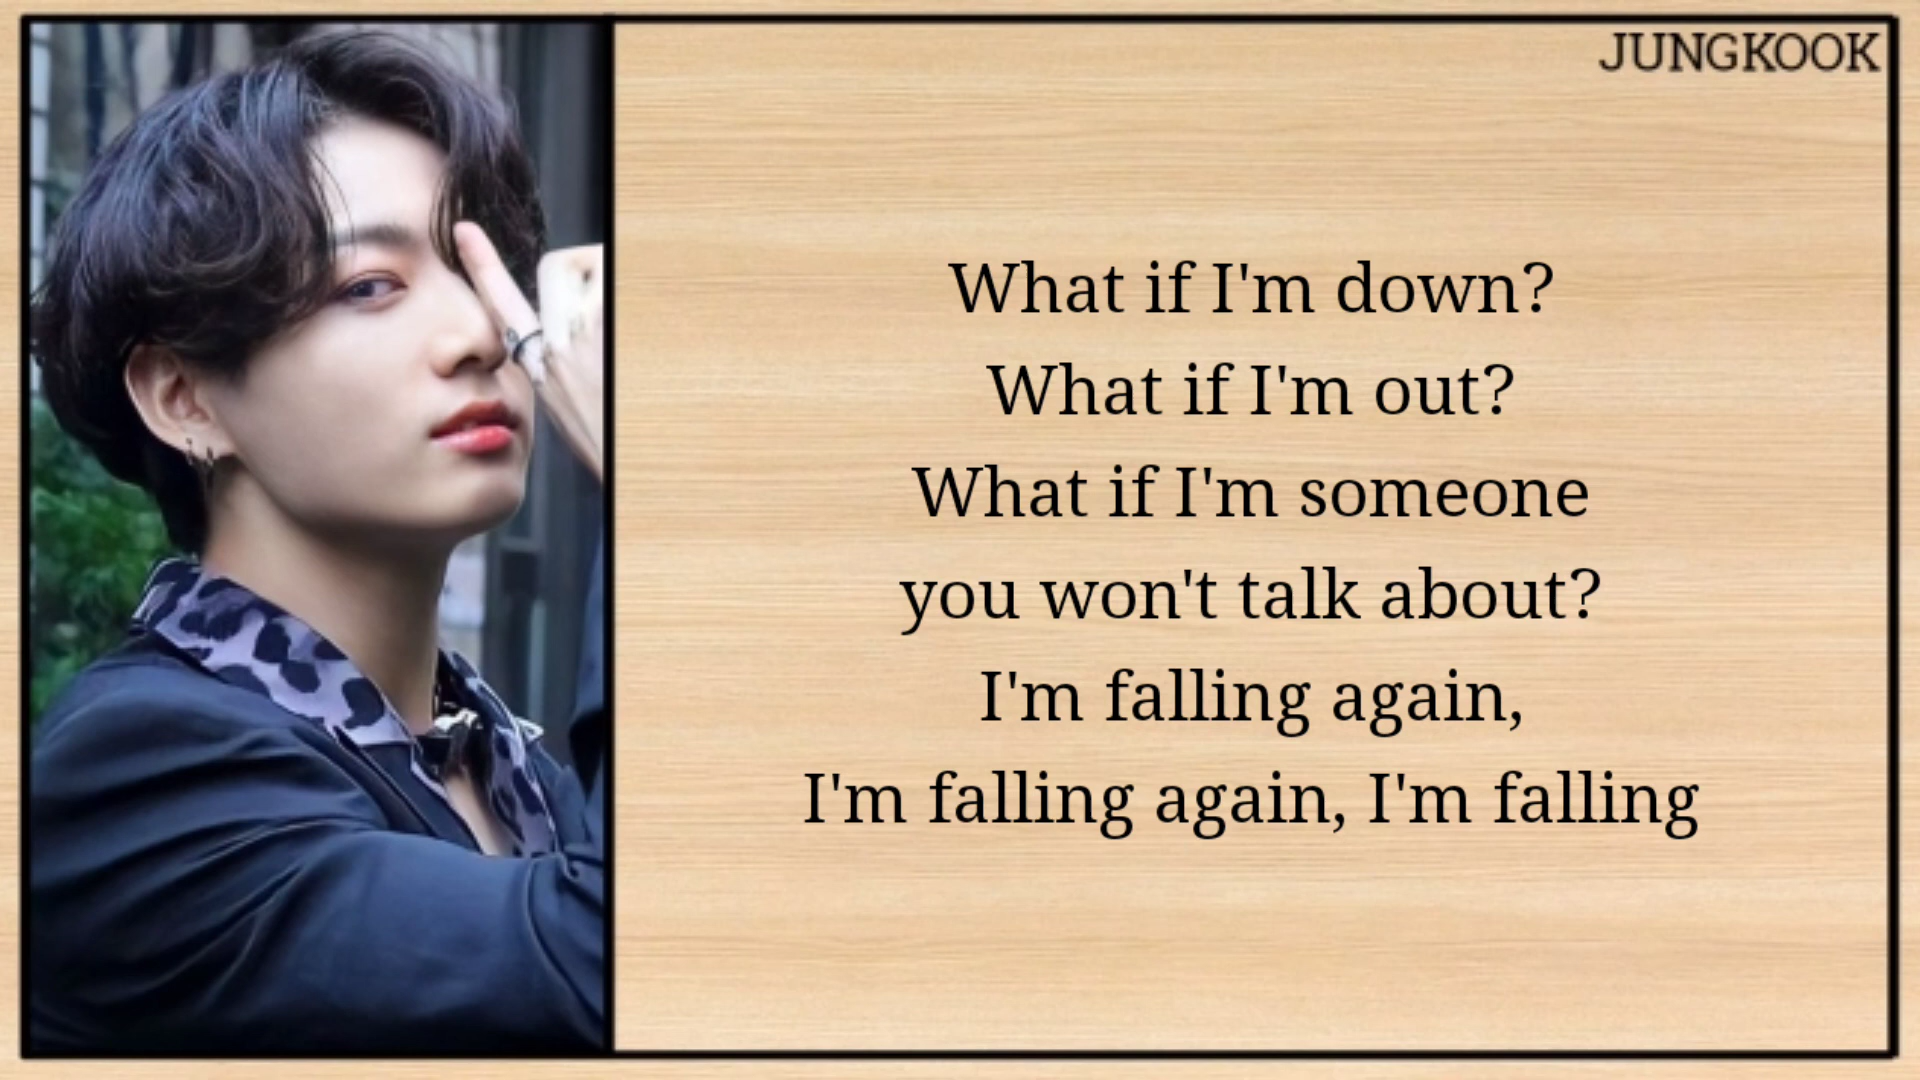 JUNGKOOK
What if I'm down?
What if I'm out?
What if I'm someone
you won't talk about?
I'm falling again,
I'm falling again, I'm falling